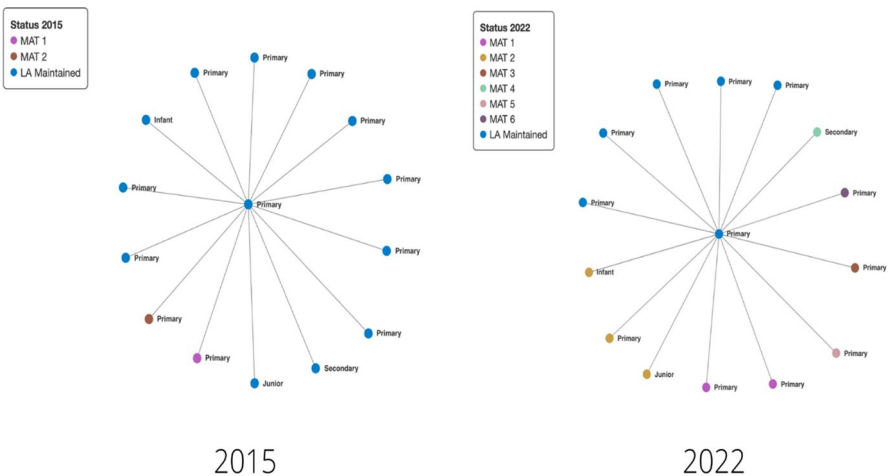 Status 2015
MAT 1
MAT 2
LA Maintained
Primary
Primary
Primary
Infant
Primary
Primary
Primary
Primary
Primary
Primary
Primary
Primary
Primary
Secondary
Junior
2015
Status 2022
MAT 1
MAT 2
MAT 3
MAT 4
MAT 5
MAT 6
LA Maintained
Primary
Primary
Primary
Primary
Secondary
Primary
Primary
Primary
Primary
Infant
Primary
Primary
Junior
Primary
Primary
2022